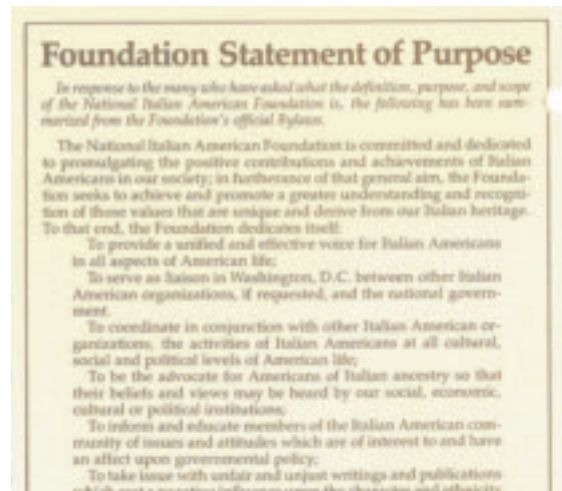 Foundation Statement of Purpose
In response to the many who have asked what the definition, purpose, and scope
of the National Italian American Foundation is, the following has been sum-
marized from the Foundation's official Bylaws.
The National Italian American Foundation is committed and dedicated
to promulgating the positive contributions and achievements of Italian
Americans in our society; in furtherance of that general aim, the Founda-
tion seeks to achieve and promote a greater understanding and recogni-
tion of those values that are unique and derive from our Italian heritage.
To that end, the Foundation dedicates itself:
To provide a unified and effective voice for Italian Americans
in all aspects of American life;
To serve as liaison in Washington, D.C. between other Italian
American organizations, if requested, and the national govern-
ment.
To coordinate in conjunction with other Italian American or-
ganizations, the activities of Italian Americans at all cultural,
social and political levels of American life;
To be the advocate for Americans of Italian ancestry so that
their beliefs and views may be heard by our social, economic,
cultural or political institutions;
To inform and educate members of the Italian American com-
munity of issues and attitudes which are of interest to and have
an affect upon governmental policy;
To take issue with unfair and unjust writings and publications
which cast a negative influence upon the character and ethnicity